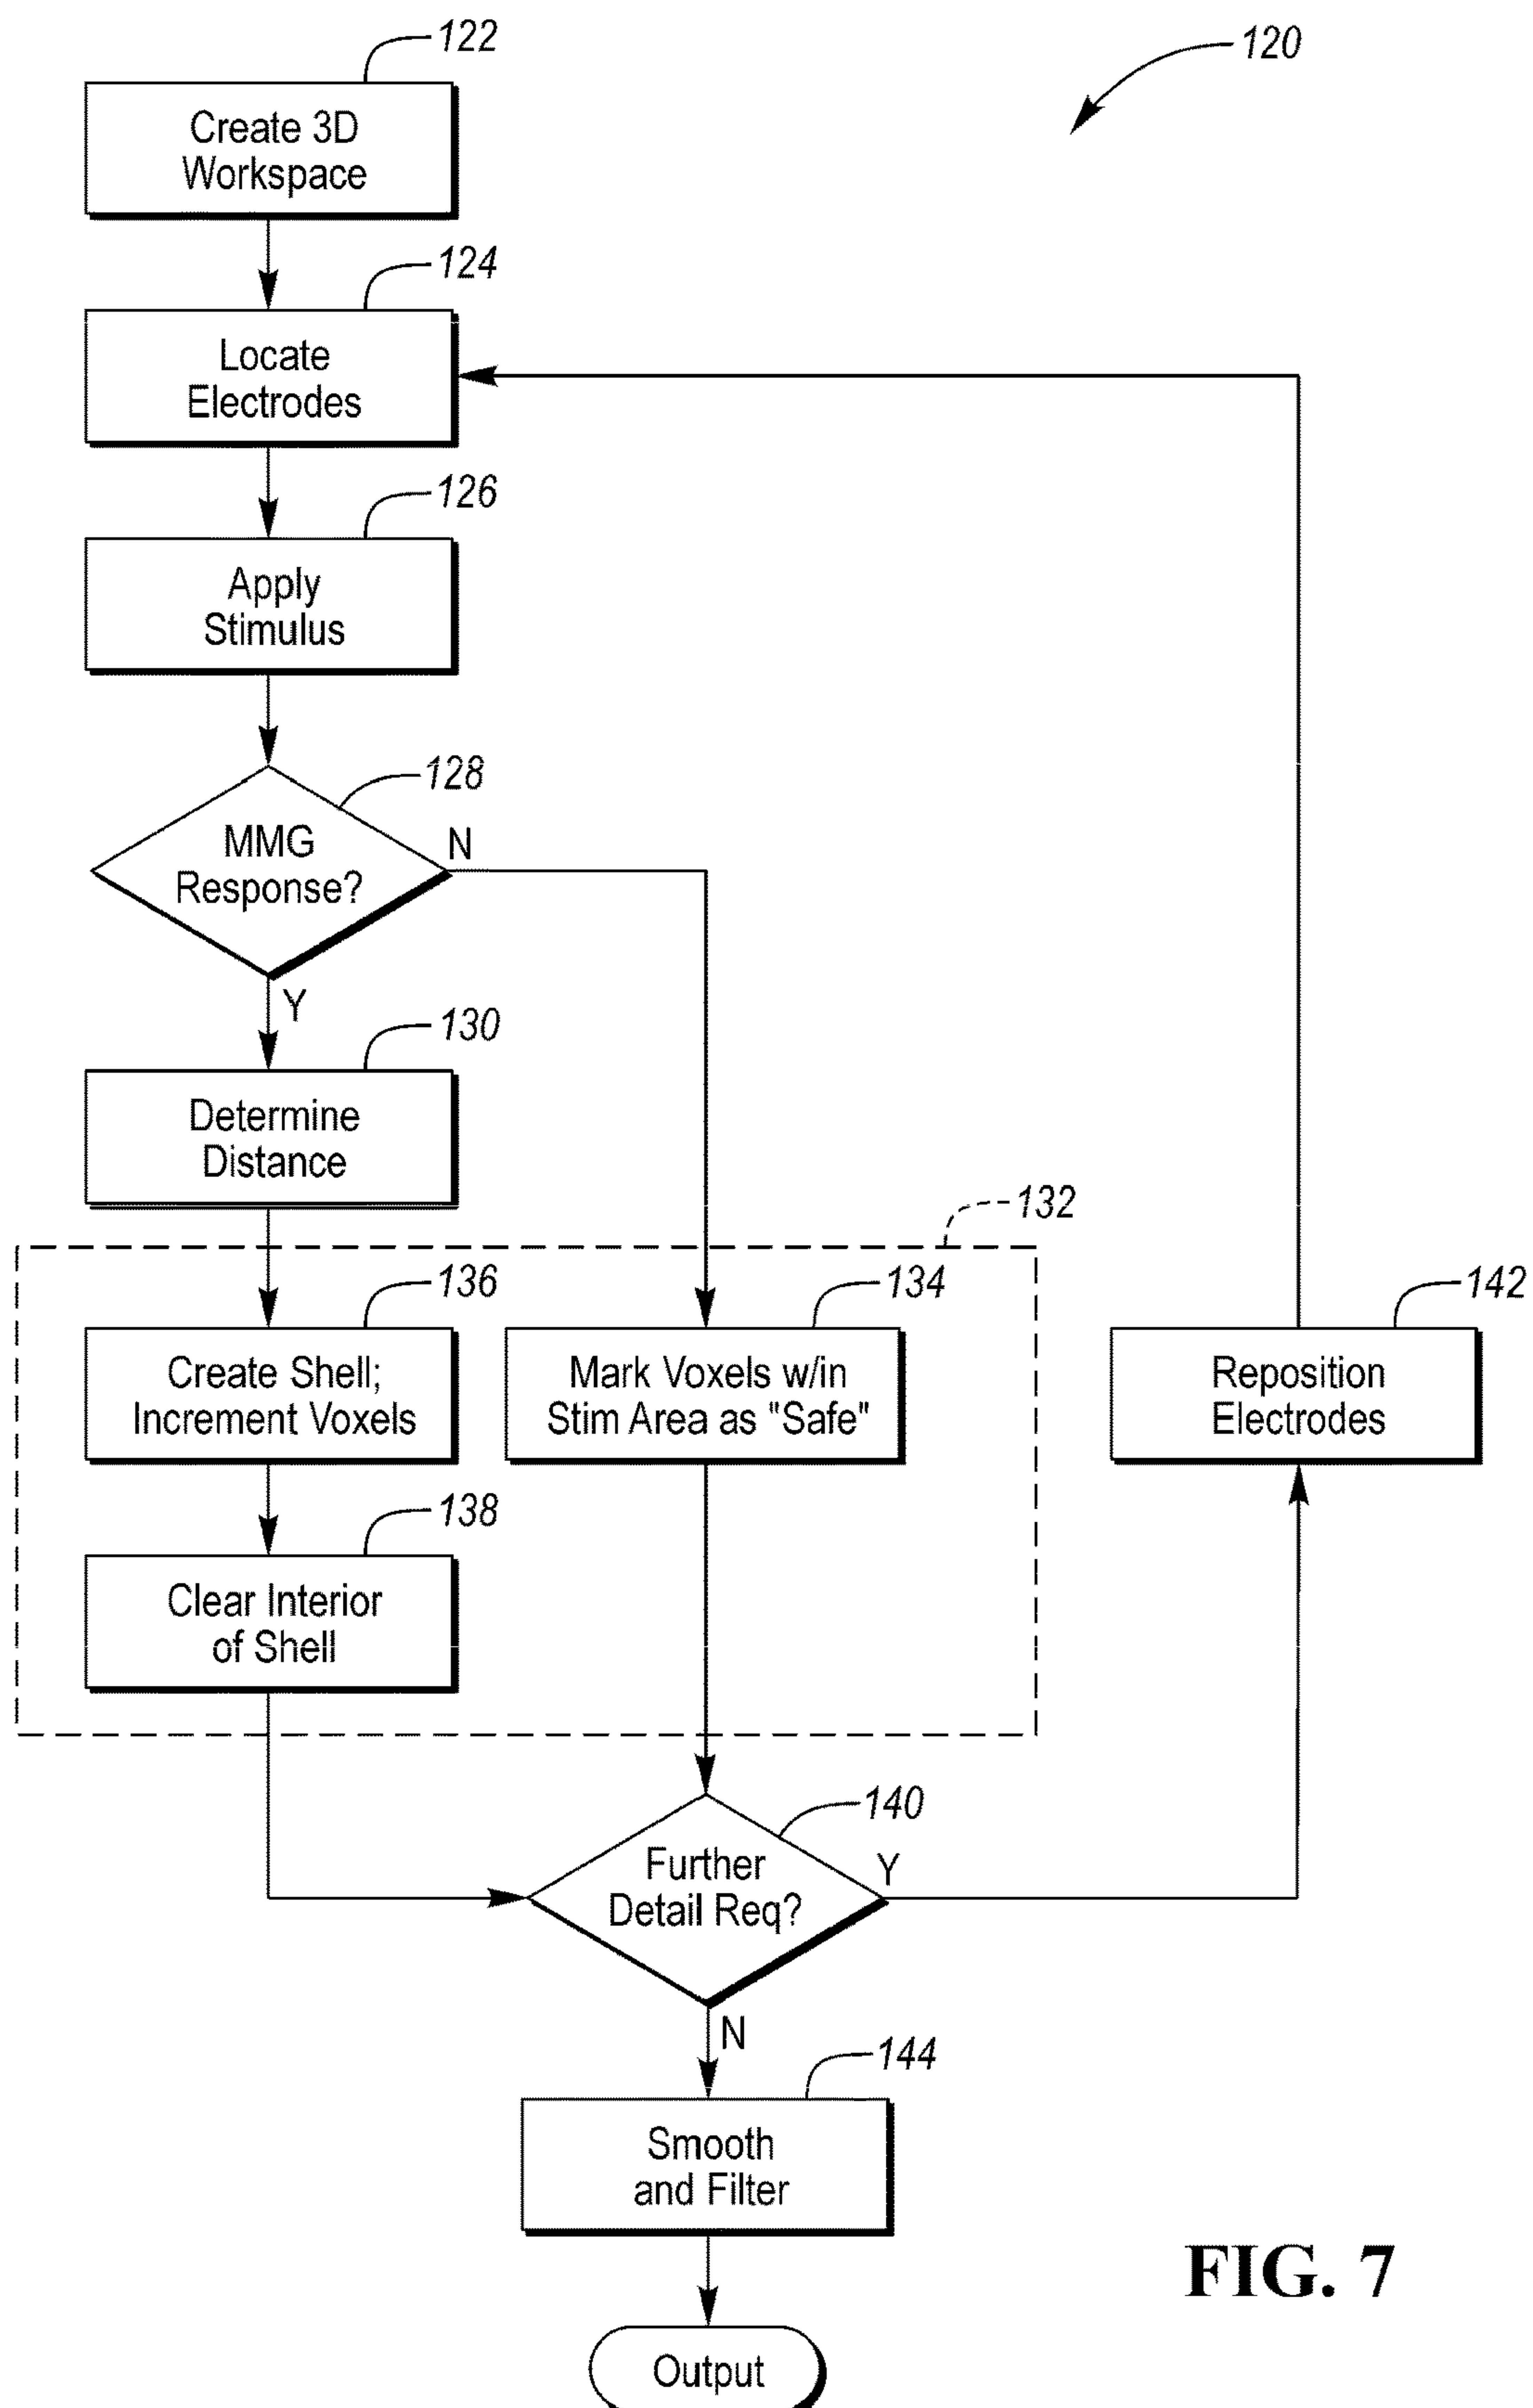 122
120
Create 3D
Workspace
124
Locate
Electrodes
126
Apply
Stimulus
128
MMG
Response?
N
Y
130
Determine
Distance
132
136
134
142
Create Shell;
Increment Voxels
Mark Voxels w/in
Stim Area as "Safe"
Reposition
Electrodes
138
Clear Interior
of Shell
140
Further
Detail Req?
Y
N
144
Smooth
and Filter
Output
FIG. 7